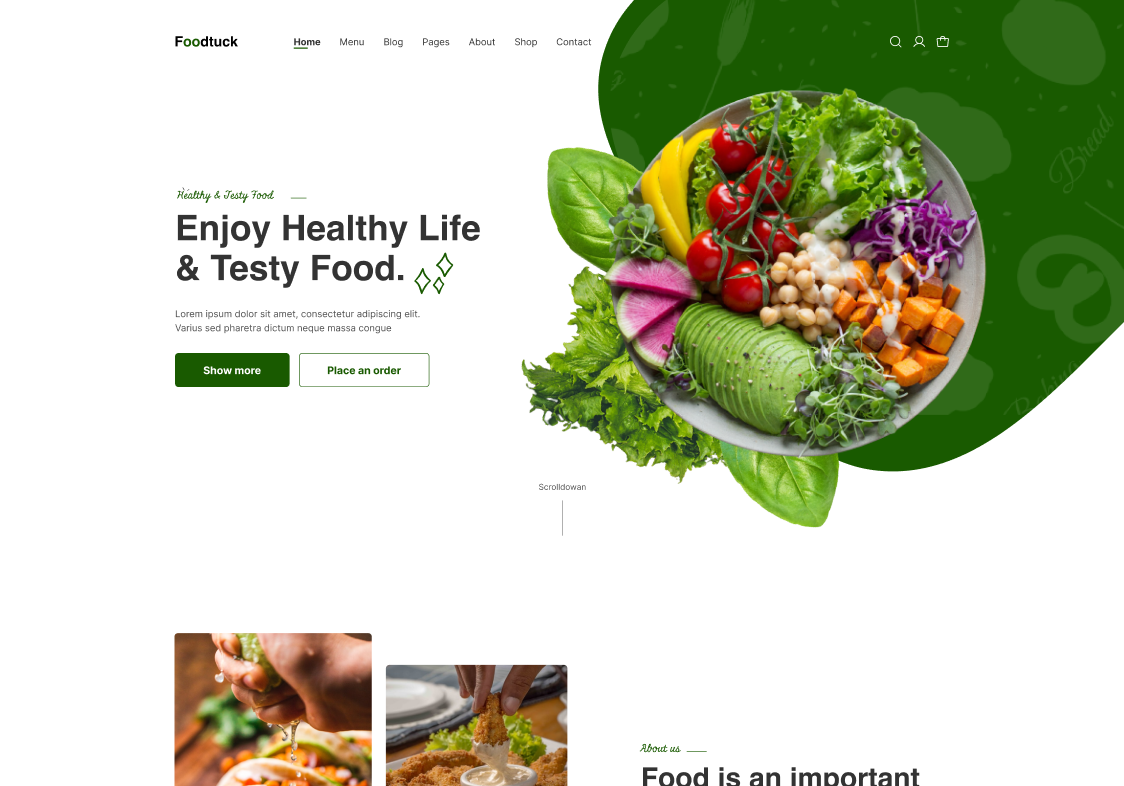 Foodtuck
Home Menu Blog Pages About Shop Contact
Bread
Healthy & Testy Food
Enjoy Healthy Life
& Testy Food.
Lorem ipsum dolor sit amet, consectetur adipiscing elit.
Varius sed pharetra dictum neque massa congue
Show more
Place an order
Scrolldowan
About us
Food is an important